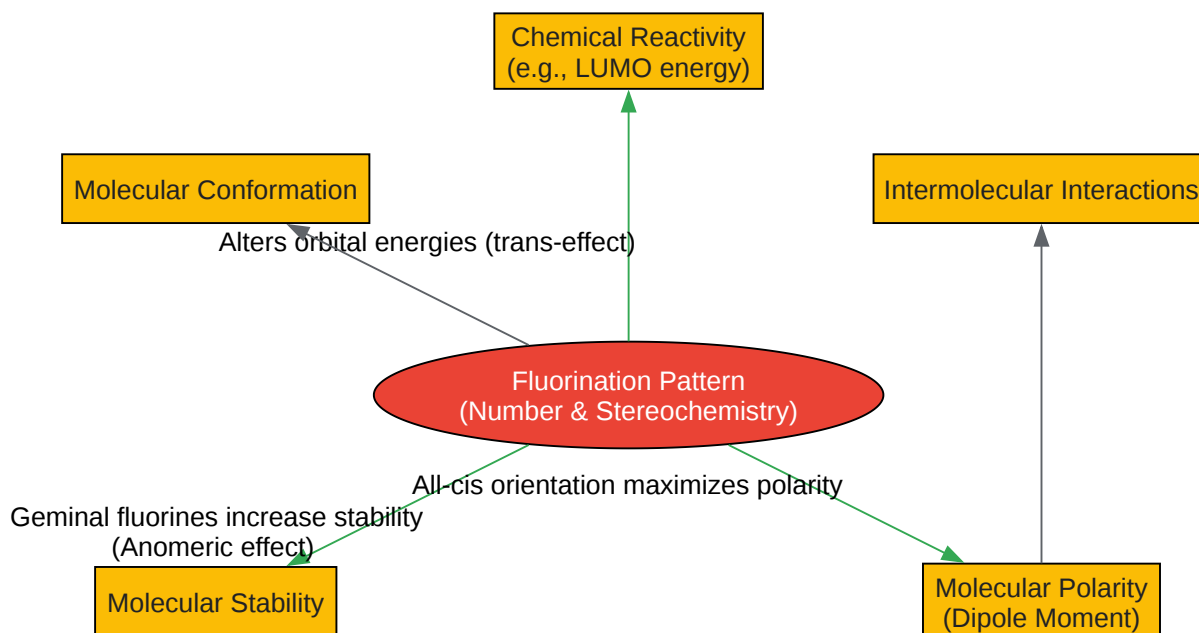 Chemical Reactivity
(e.g., LUMO energy)
Molecular Conformation
Intermolecular Interactions
Alters orbital energies (trans-effect)
Fluorination Pattern
(Number & Stereochemistry)
All-cis orientation maximizes polarity
Geminal fluorines increase stability
(Anomeric effect)
Molecular Stability
Molecular Polarity
(Dipole Moment)